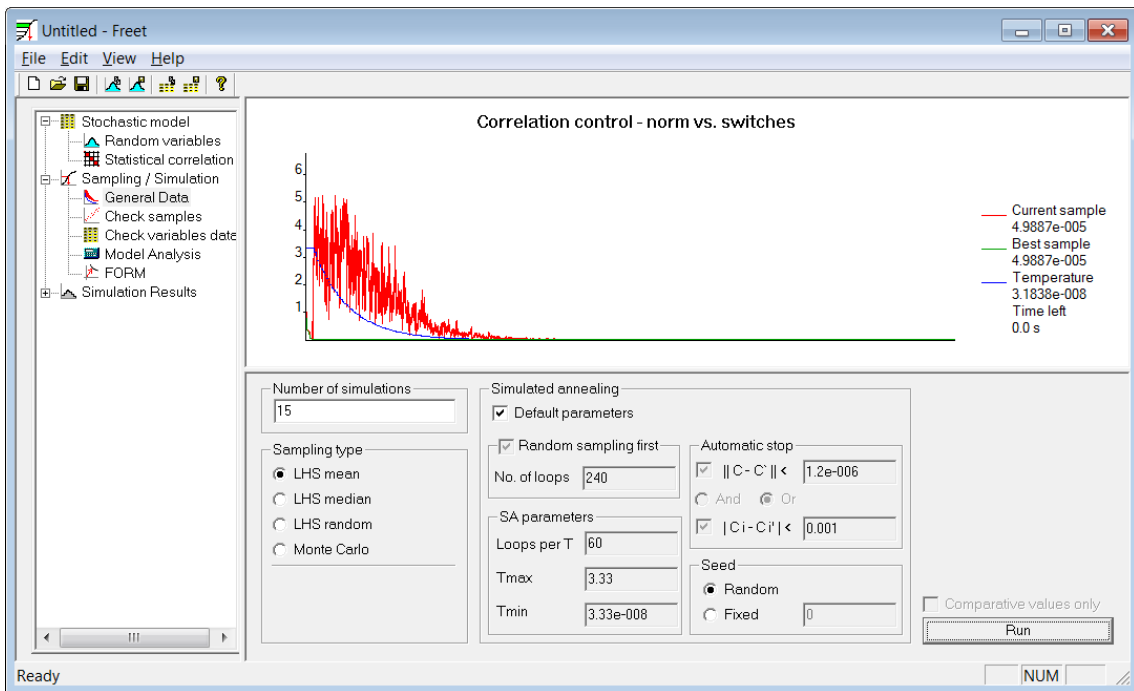 Untitled - Freet
File Edit View Help
Stochastic model
Random variables
Statistical correlation
Sampling / Simulation
General Data
Check samples
Check variables data
Model Analysis
FORM
Simulation Results
Correlation control - norm vs. switches
6
5
4
3
2
1
Current sample
4.9887e-005
Best sample
4.9887e-005
Temperature
3.1838e-008
Time left
0.0 s
Number of simulations
15
Sampling type
LHS mean
LHS median
LHS random
Monte Carlo
Simulated annealing
Default parameters
Random sampling first
No. of loops 240
SA parameters
Loops per T 60
Tmax 3.33
Tmin 3.33e-008
Automatic stop
|| C - C` || < 1.2e-006
And Or
| Ci - Ci' | < 0.001
Seed
Random
Fixed 0
Comparative values only
Run
Ready NUM